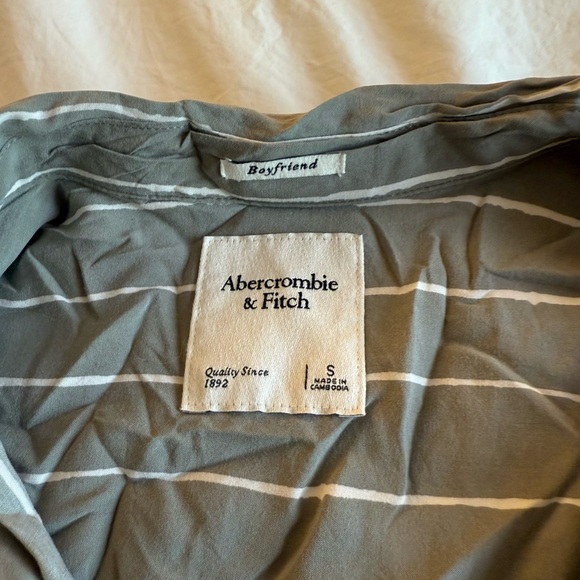 Boyfriend
Abercrombie
& Fitch
Quality Since
1892
S
MADE IN
CAMBODIA